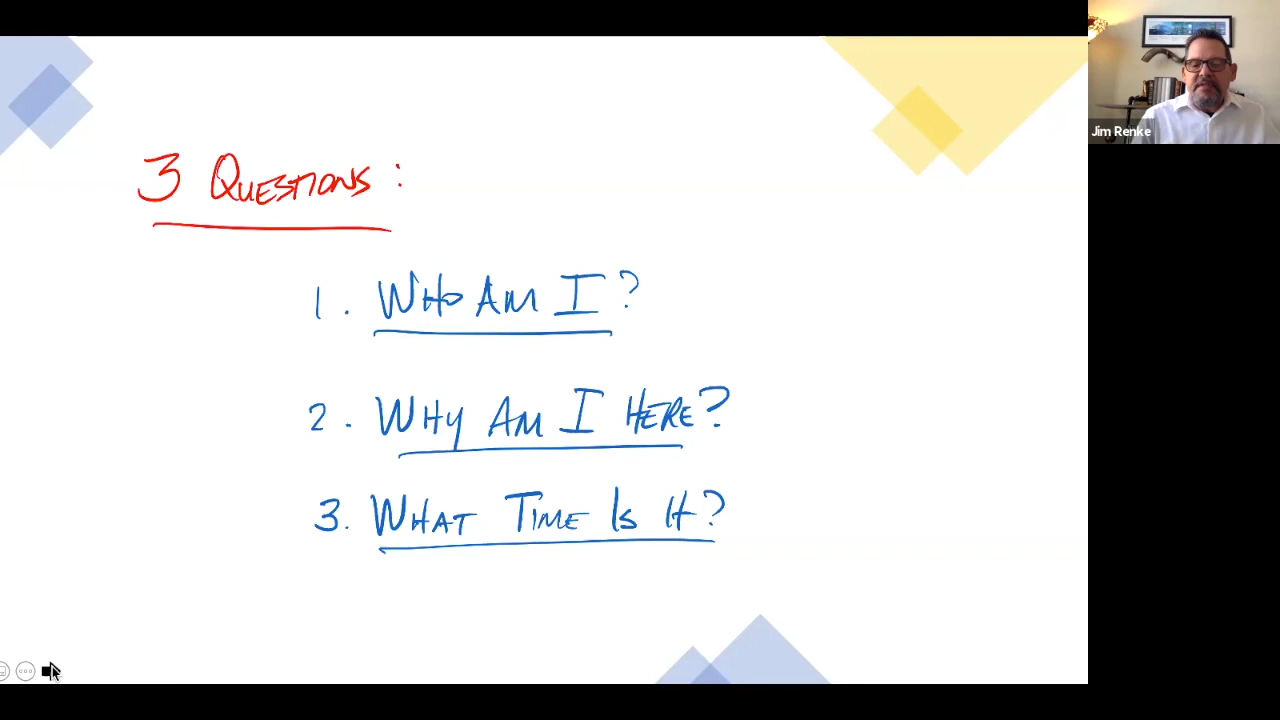 3 QUESTIONS:
1. WHO AM I?
2. WHY AM I HERE?
3. WHAT TIME IS IT?
Jim Renke